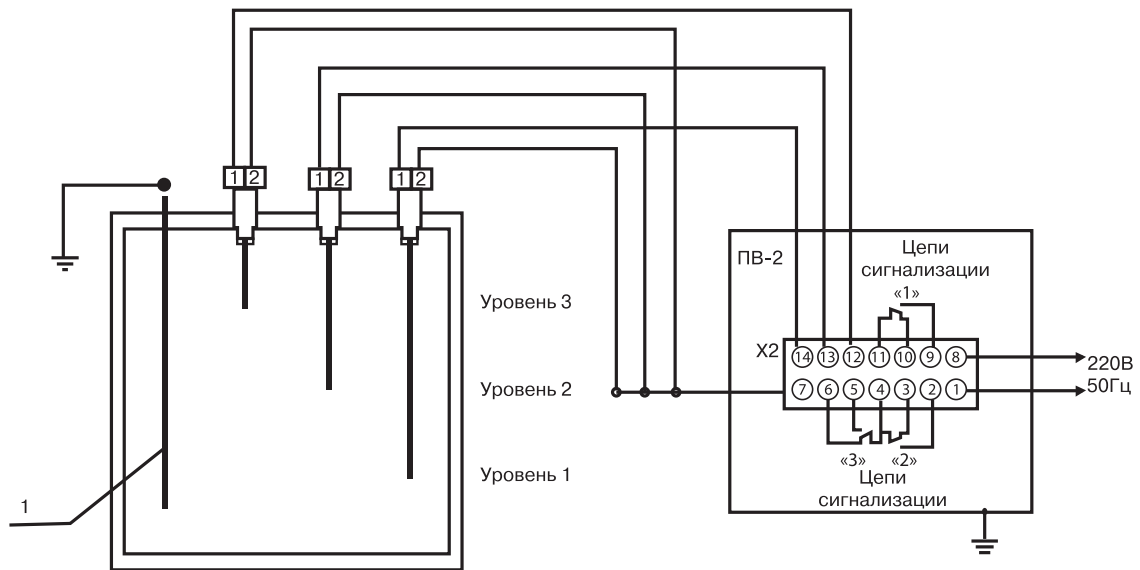 1 2
1 2
1 2
Уровень 3
Уровень 2
Уровень 1
1
ПВ-2
Цепи
сигнализации
«1»
X2
14 13 12 11 10 9 8
7 6 5 4 3 2 1
220В
50Гц
«3» «2»
Цепи
сигнализации